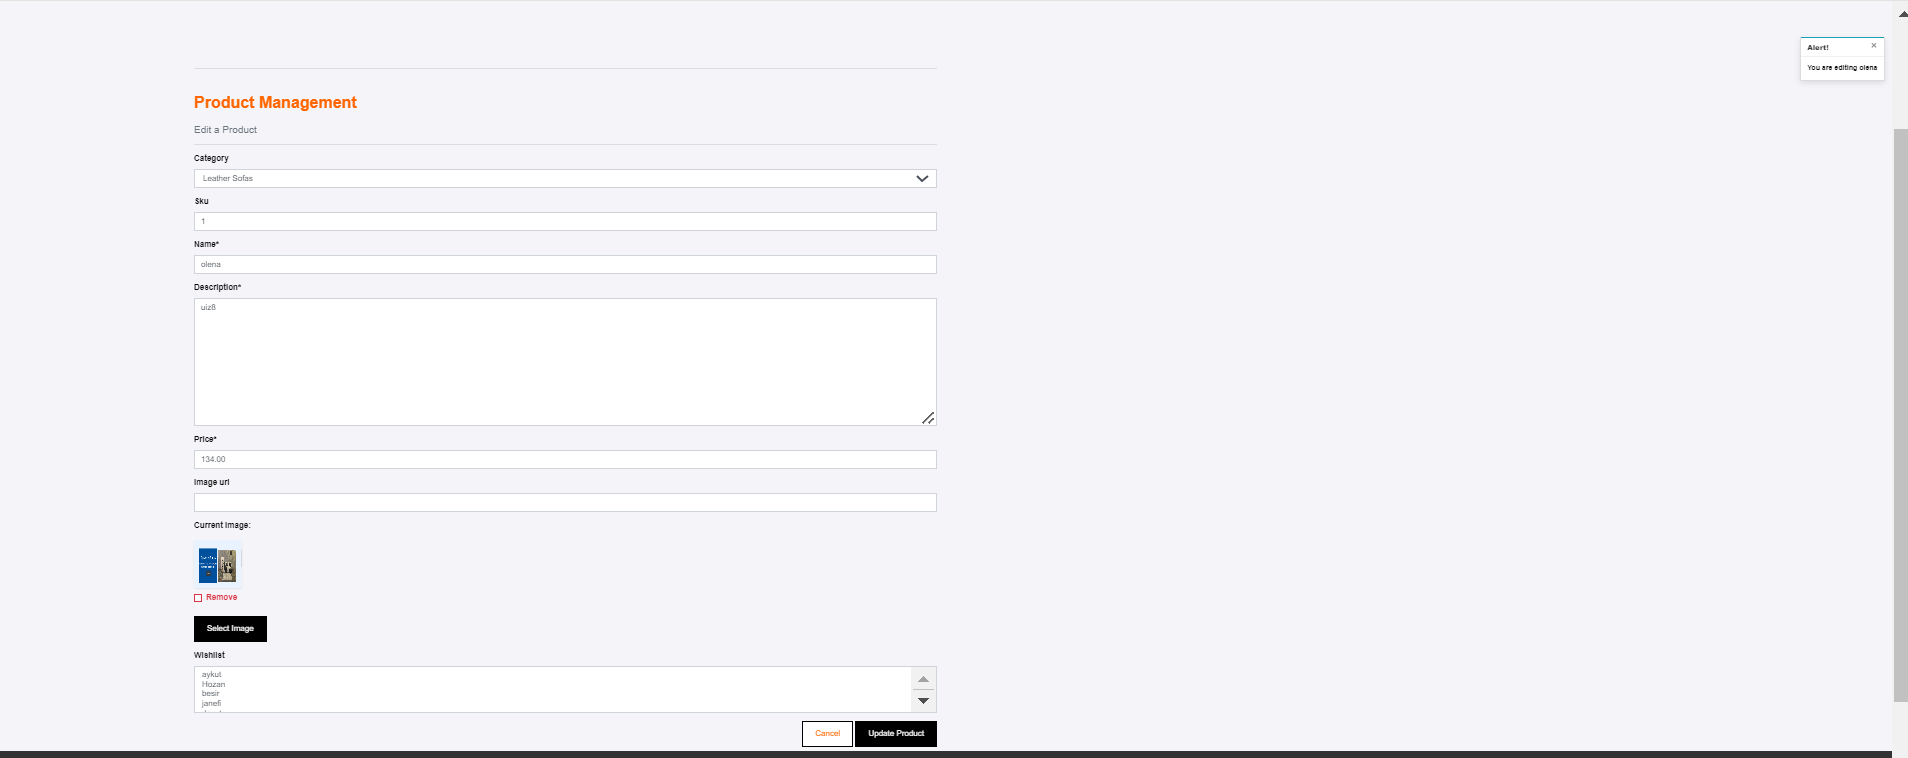 Alert!
You are editing olena
Product Management
Edit a Product
Category
Leather Sofas
Sku
1
Name*
olena
Description*
uiz8
Price*
134.00
Image url
Current Image:
Remove
Select Image
Wishlist
aykut
Hozan
besir
janefi
Cancel
Update Product